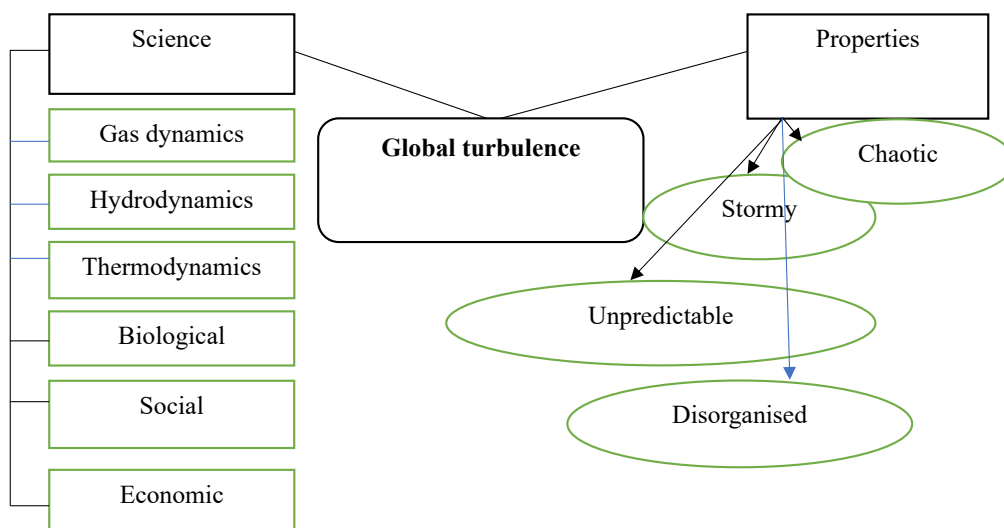 Science
Properties
Gas dynamics
Global turbulence
Chaotic
Hydrodynamics
Stormy
Thermodynamics
Unpredictable
Biological
Social
Disorganised
Economic